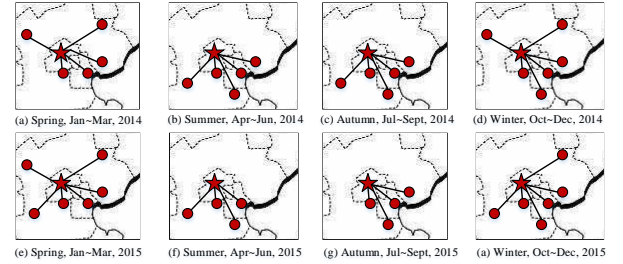 (a) Spring, Jan~Mar, 2014
(b) Summer, Apr~Jun, 2014
(c) Autumn, Jul~Sept, 2014
(d) Winter, Oct~Dec, 2014
(e) Spring, Jan~Mar, 2015
(f) Summer, Apr~Jun, 2015
(g) Autumn, Jul~Sept, 2015
(a) Winter, Oct~Dec, 2015